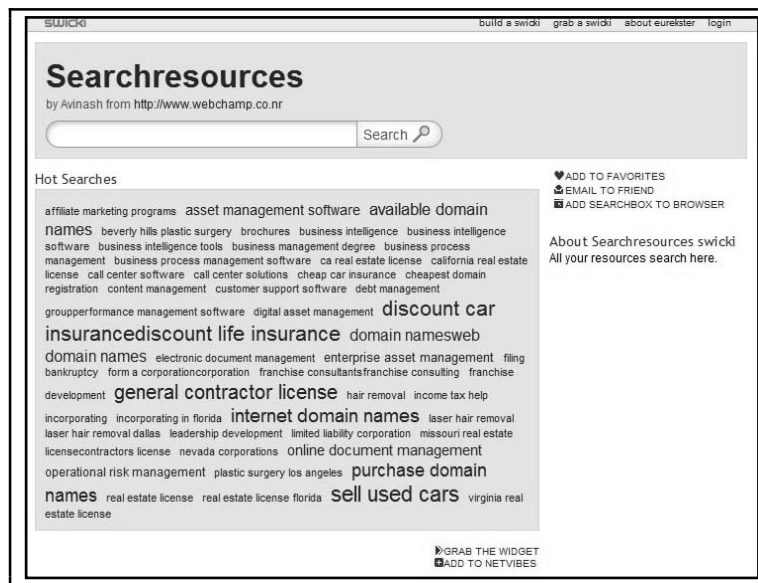 swicki
build a swicki grab a swicki about eurekster login
Searchresources
by Avinash from http://www.webchamp.co.nr
Search
Hot Searches
affiliate marketing programs asset management software available domain
names beverly hills plastic surgery brochures business intelligence business intelligence
software business intelligence tools business management degree business process
management business process management software ca real estate license california real estate
license call center software call center solutions cheap car insurance cheapest domain
registration content management customer support software debt management
groupperformance management software digital asset management discount car
insurancediscount life insurance domain namesweb
domain names electronic document management enterprise asset management filing
bankruptcy form a corporationcorporation franchise consultantsfranchise consulting franchise
development general contractor license hair removal income tax help
incorporating incorporating in florida internet domain names laser hair removal
laser hair removal dallas leadership development limited liability corporation missouri real estate
licensecontractors license nevada corporations online document management
operational risk management plastic surgery los angeles purchase domain
names real estate license real estate license florida sell used cars virginia real
estate license
GRAB THE WIDGET
ADD TO NETVIBES
ADD TO FAVORITES
EMAIL TO FRIEND
ADD SEARCHBOX TO BROWSER
About Searchresources swicki
All your resources search here.